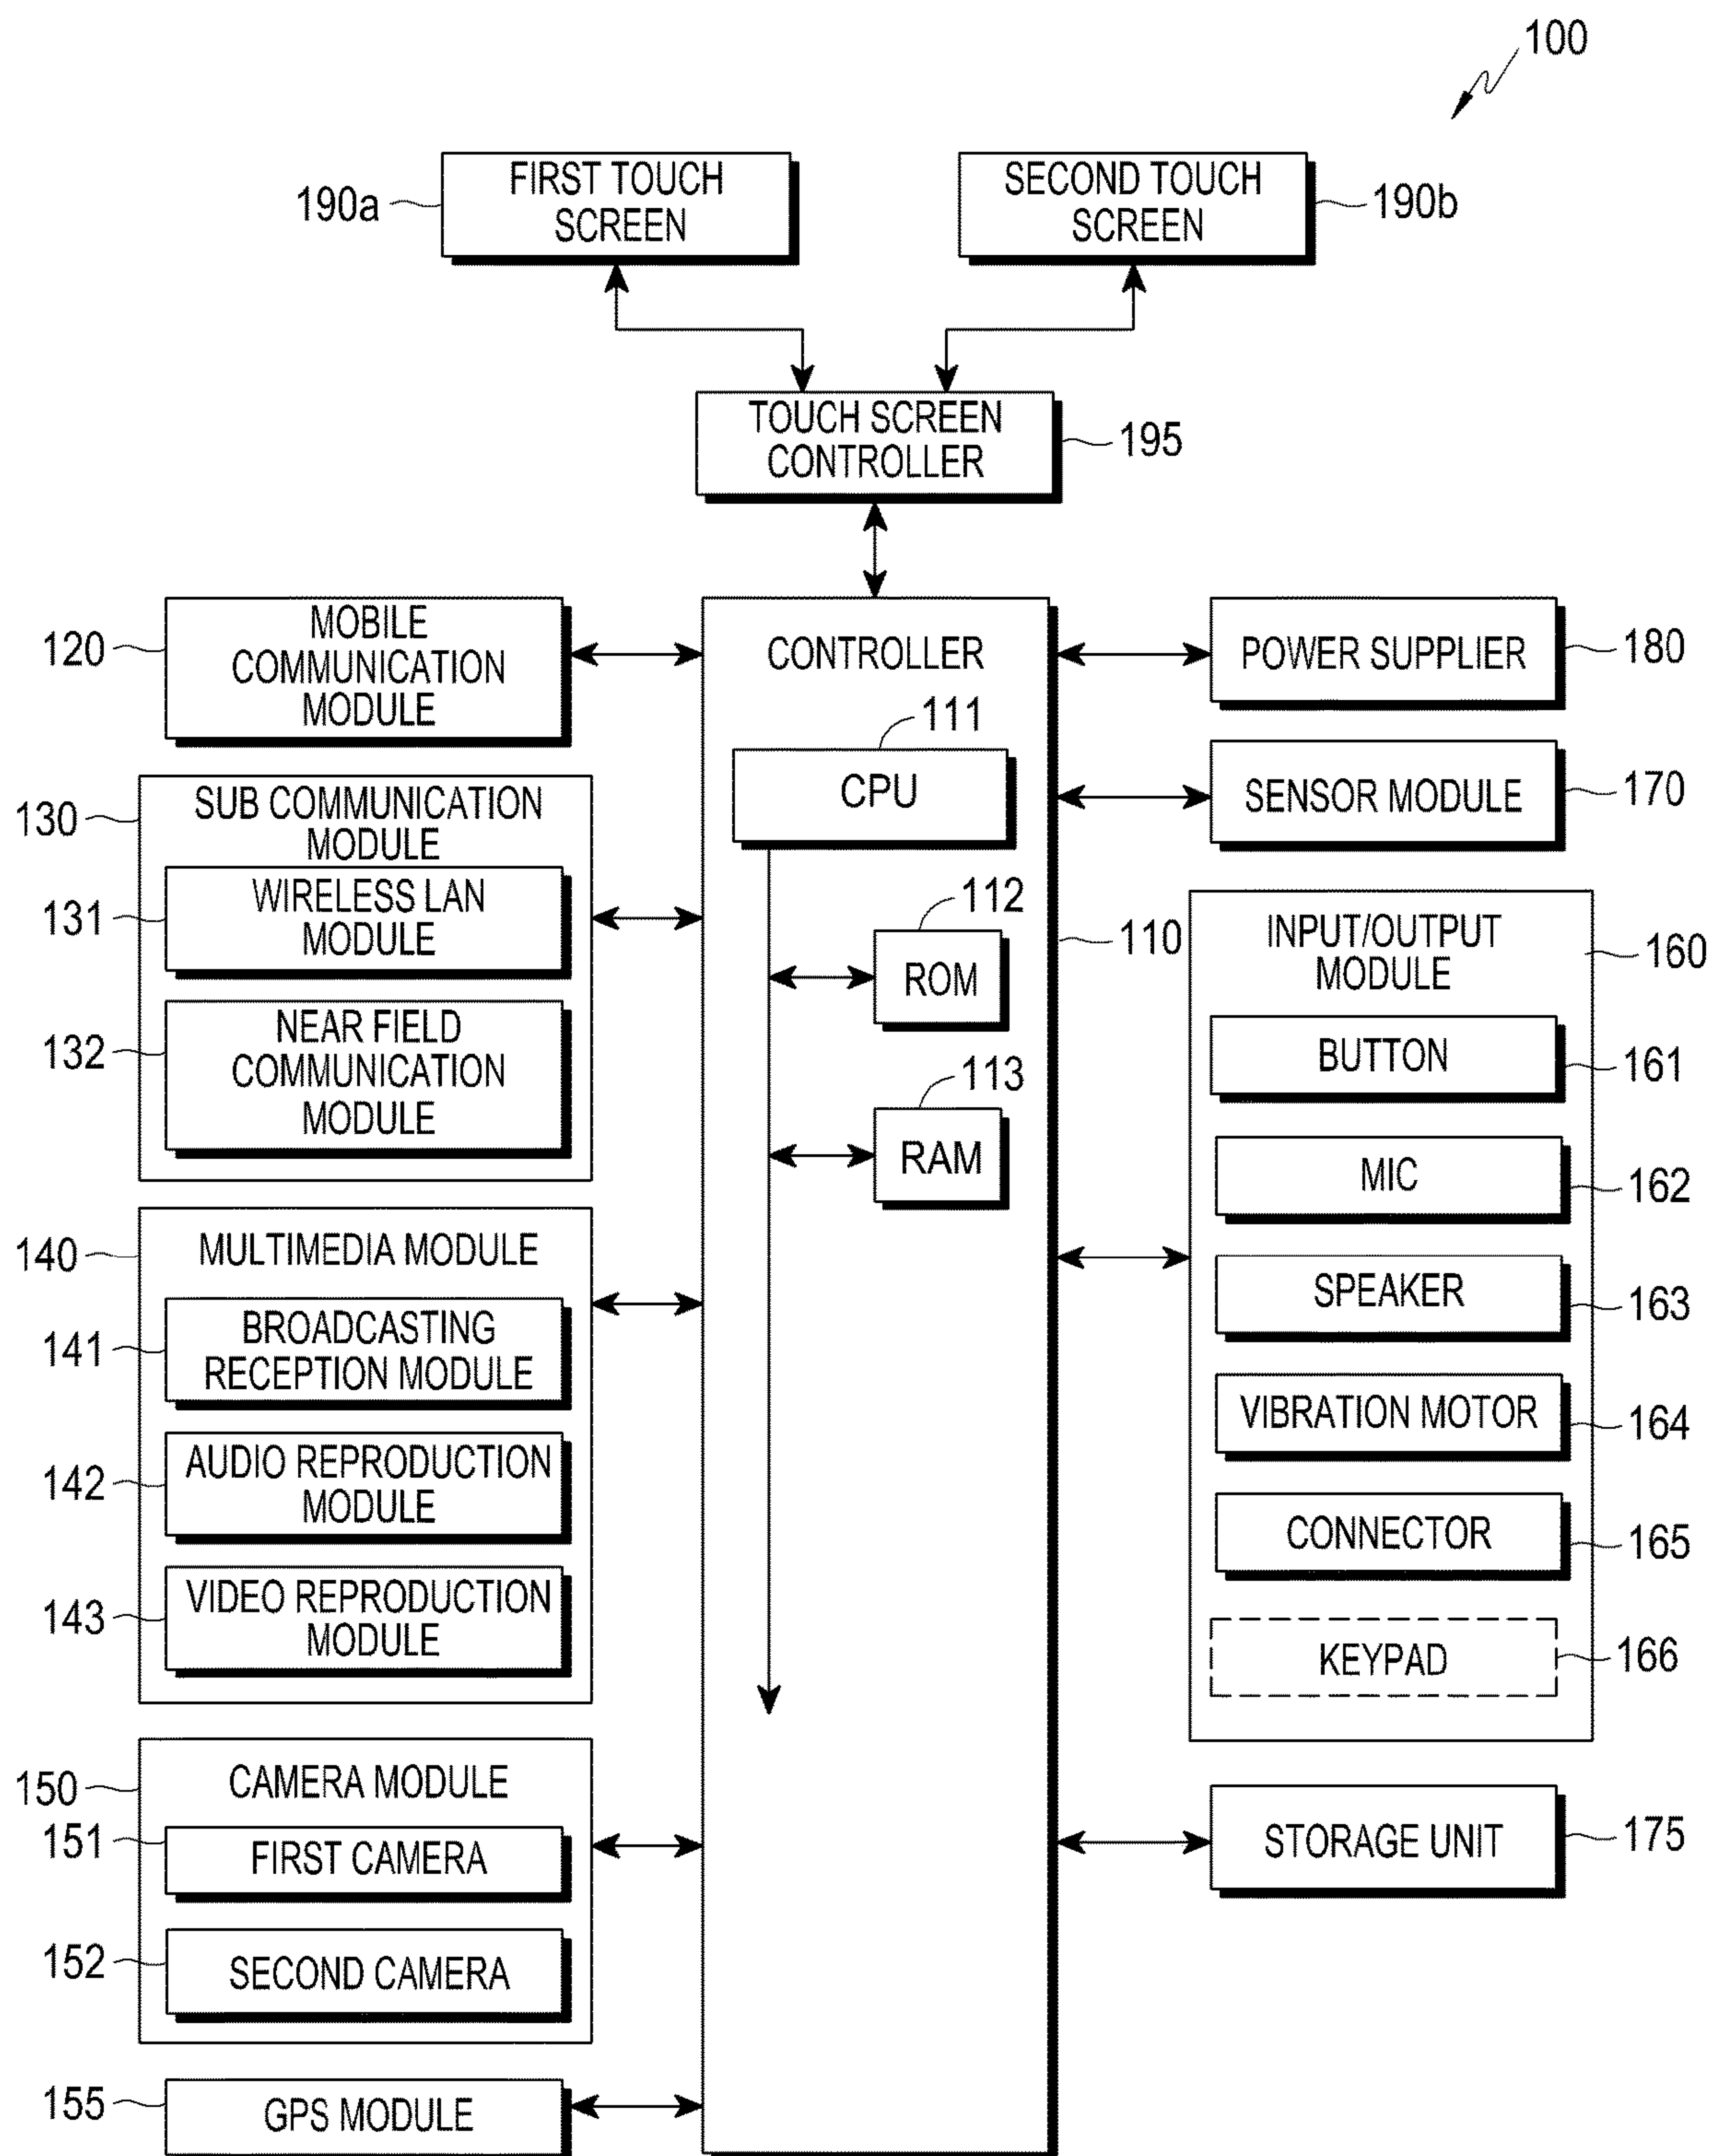 100
FIRST TOUCH
SCREEN
190a
SECOND TOUCH
SCREEN
190b
TOUCH SCREEN
CONTROLLER
195
120
MOBILE
COMMUNICATION
MODULE
130
SUB COMMUNICATION
MODULE
131
WIRELESS LAN
MODULE
132
NEAR FIELD
COMMUNICATION
MODULE
140
MULTIMEDIA MODULE
141
BROADCASTING
RECEPTION MODULE
142
AUDIO REPRODUCTION
MODULE
143
VIDEO REPRODUCTION
MODULE
150
CAMERA MODULE
151
FIRST CAMERA
152
SECOND CAMERA
155
GPS MODULE
CONTROLLER
111
CPU
112
ROM
113
RAM
110
POWER SUPPLIER
180
SENSOR MODULE
170
INPUT/OUTPUT
MODULE
160
BUTTON
161
MIC
162
SPEAKER
163
VIBRATION MOTOR
164
CONNECTOR
165
KEYPAD
166
STORAGE UNIT
175